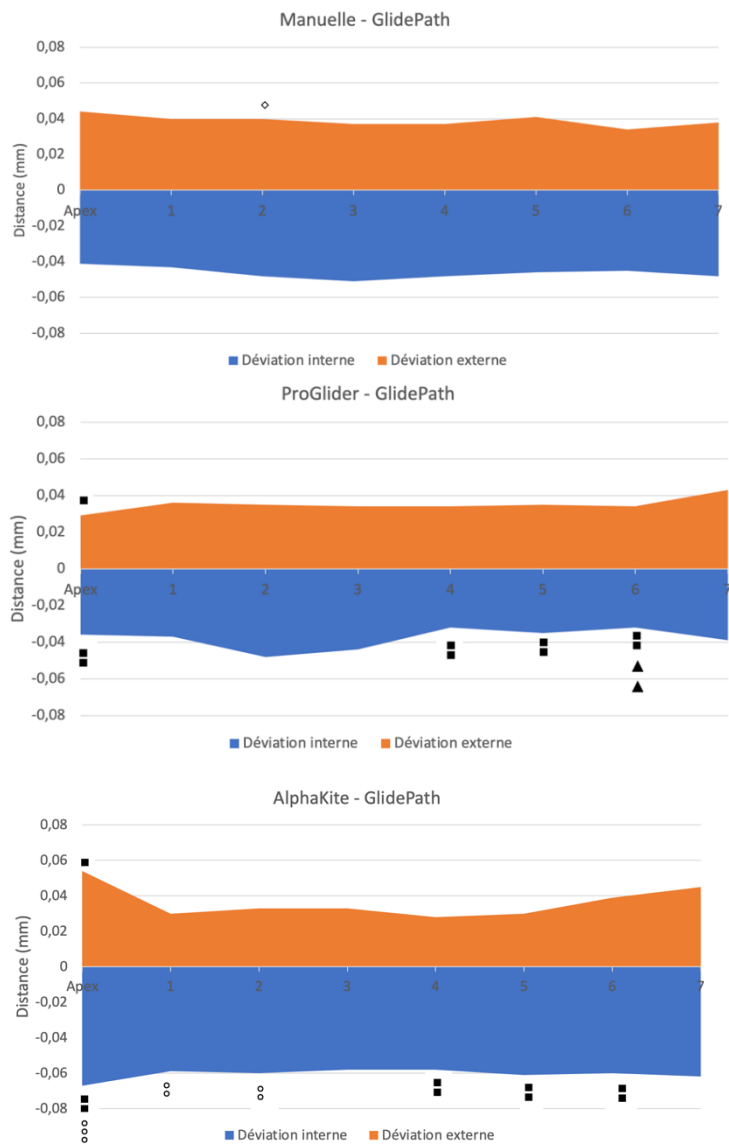 Manuelle - GlidePath
0,08
0,06
0,04
0,02
0
-0,02
-0,04
-0,06
-0,08
Distance (mm)
Apex 1 2 3 4 5 6 7
Déviation interne Déviation externe
ProGlider - GlidePath
0,08
0,06
0,04
0,02
0
-0,02
-0,04
-0,06
-0,08
Distance (mm)
Apex 1 2 3 4 5 6 7
Déviation interne Déviation externe
AlphaKite - GlidePath
0,08
0,06
0,04
0,02
0
-0,02
-0,04
-0,06
-0,08
Distance (mm)
Apex 1 2 3 4 5 6 7
Déviation interne Déviation externe